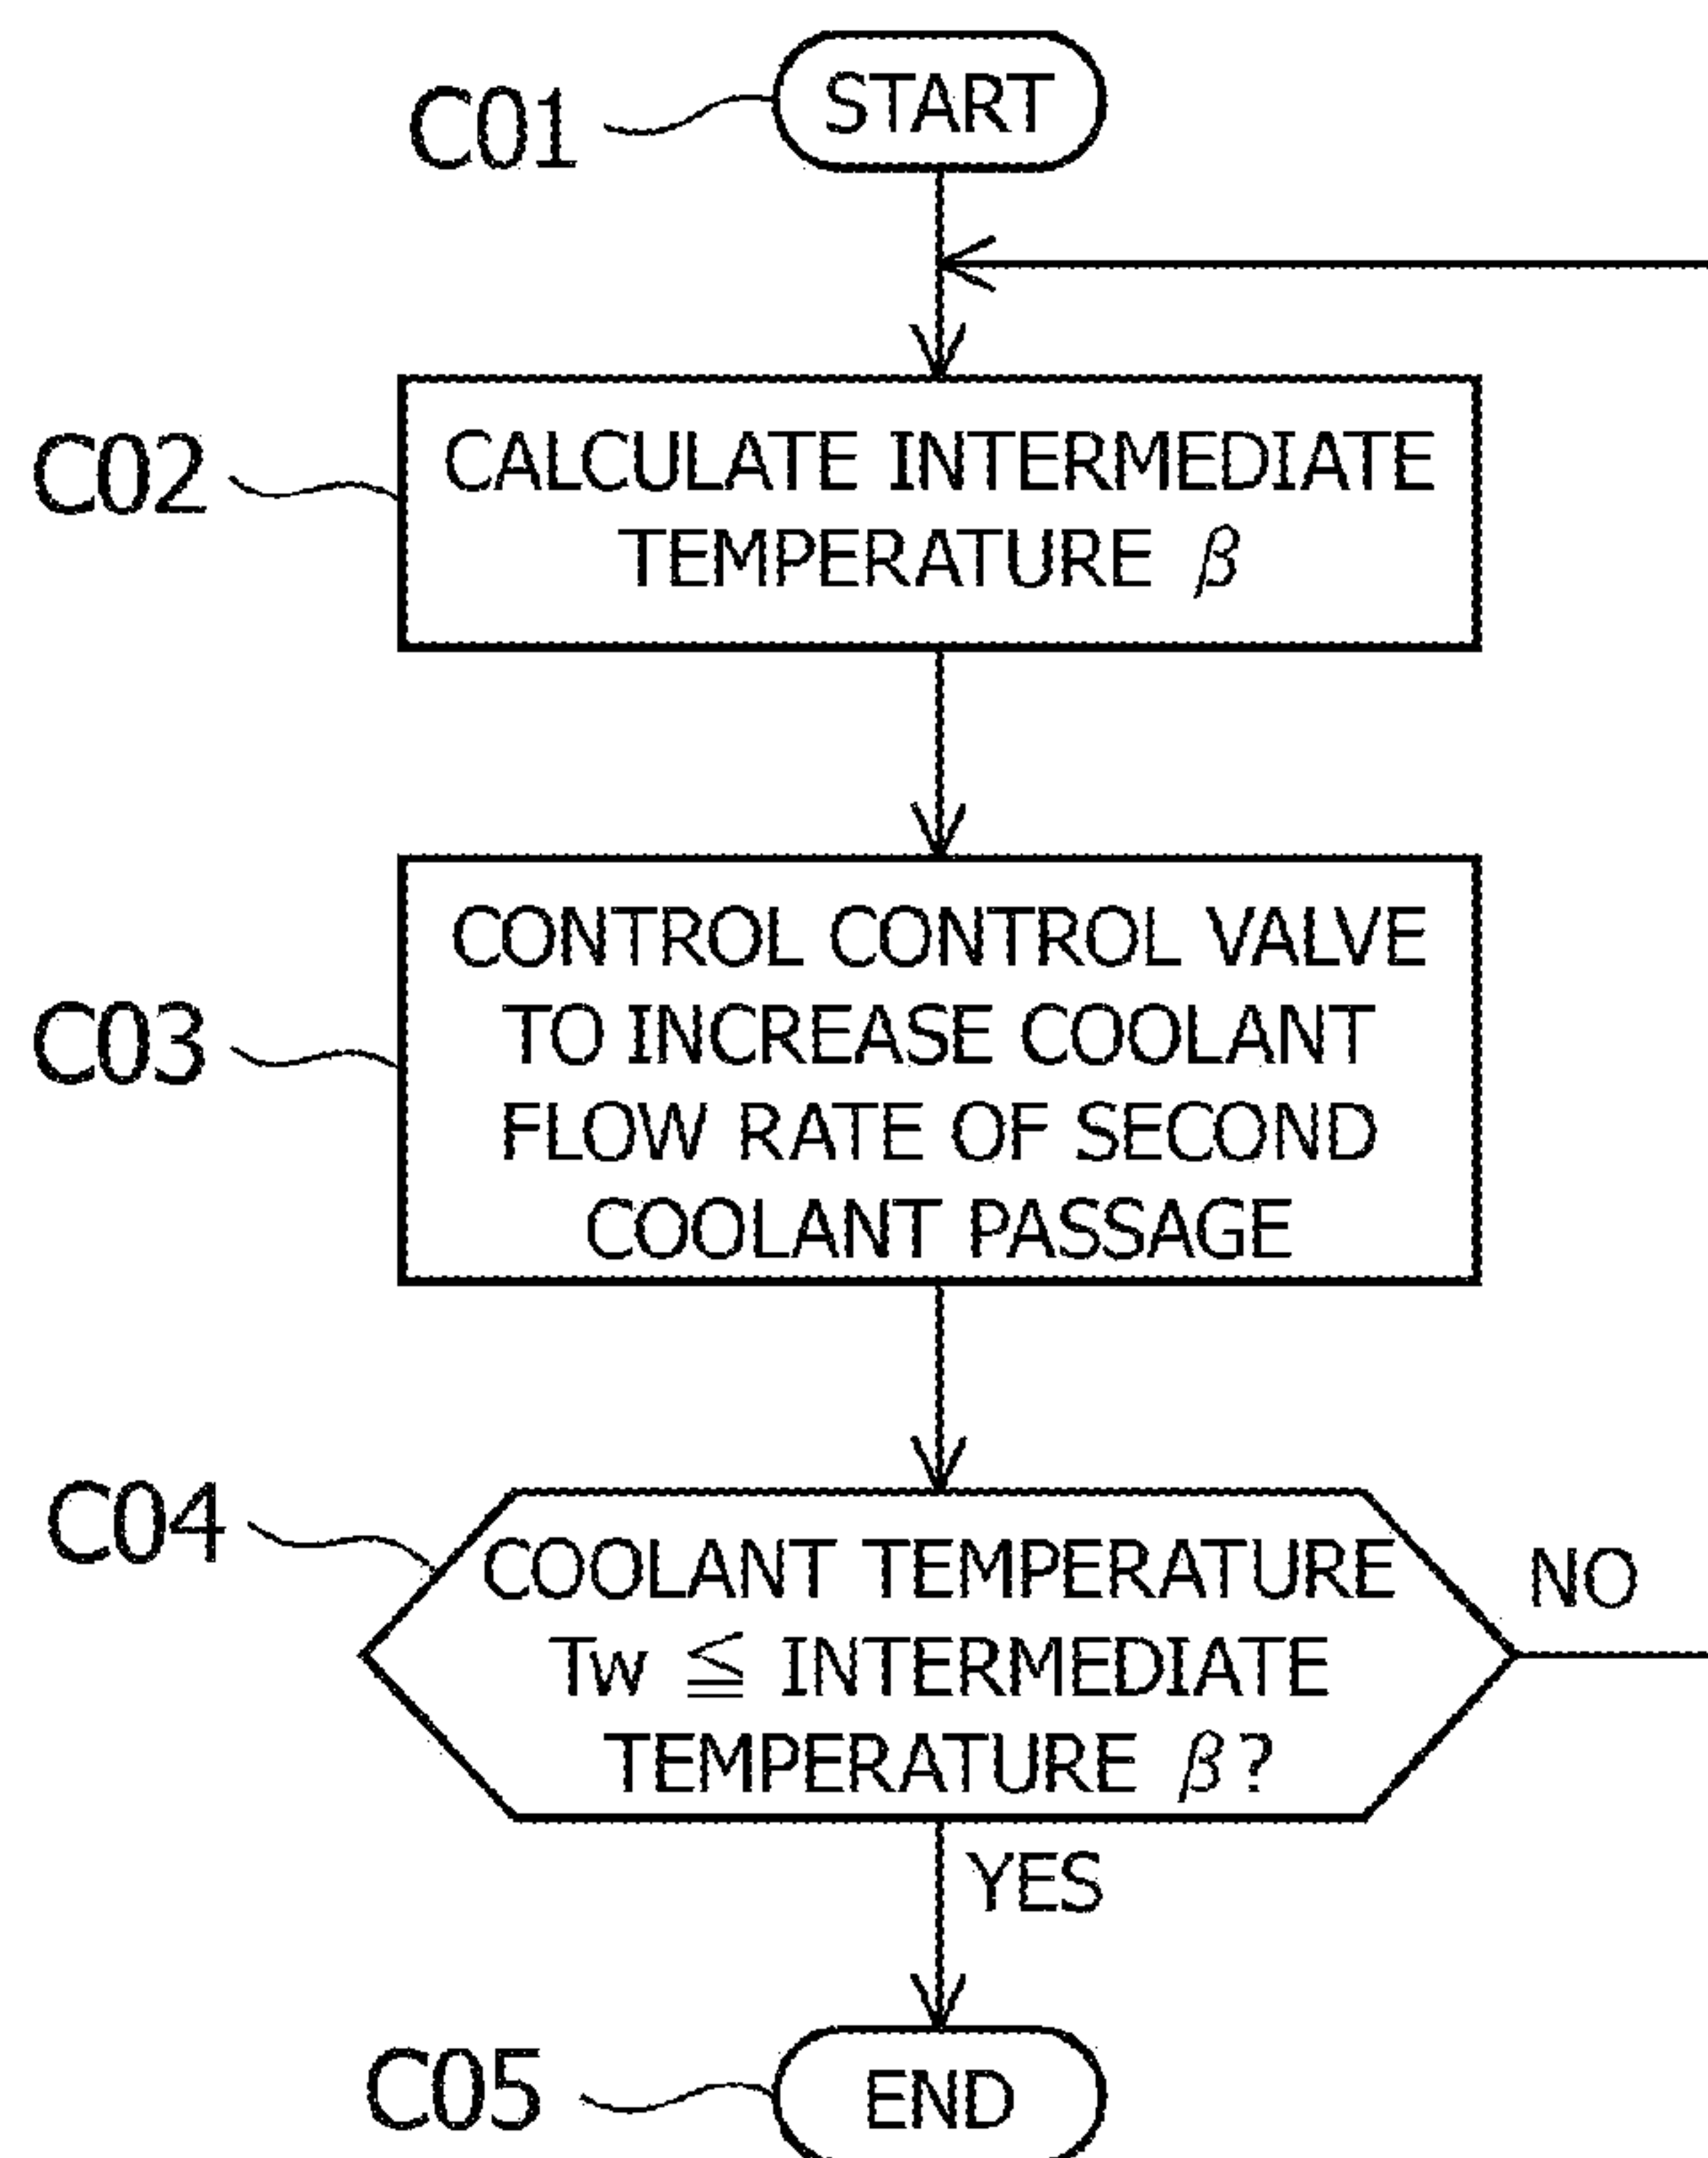 C01
START
C02
CALCULATE INTERMEDIATE
TEMPERATURE β
C03
CONTROL CONTROL VALVE
TO INCREASE COOLANT
FLOW RATE OF SECOND
COOLANT PASSAGE
C04
COOLANT TEMPERATURE
Tw ≦ INTERMEDIATE
TEMPERATURE β?
NO
YES
C05
END